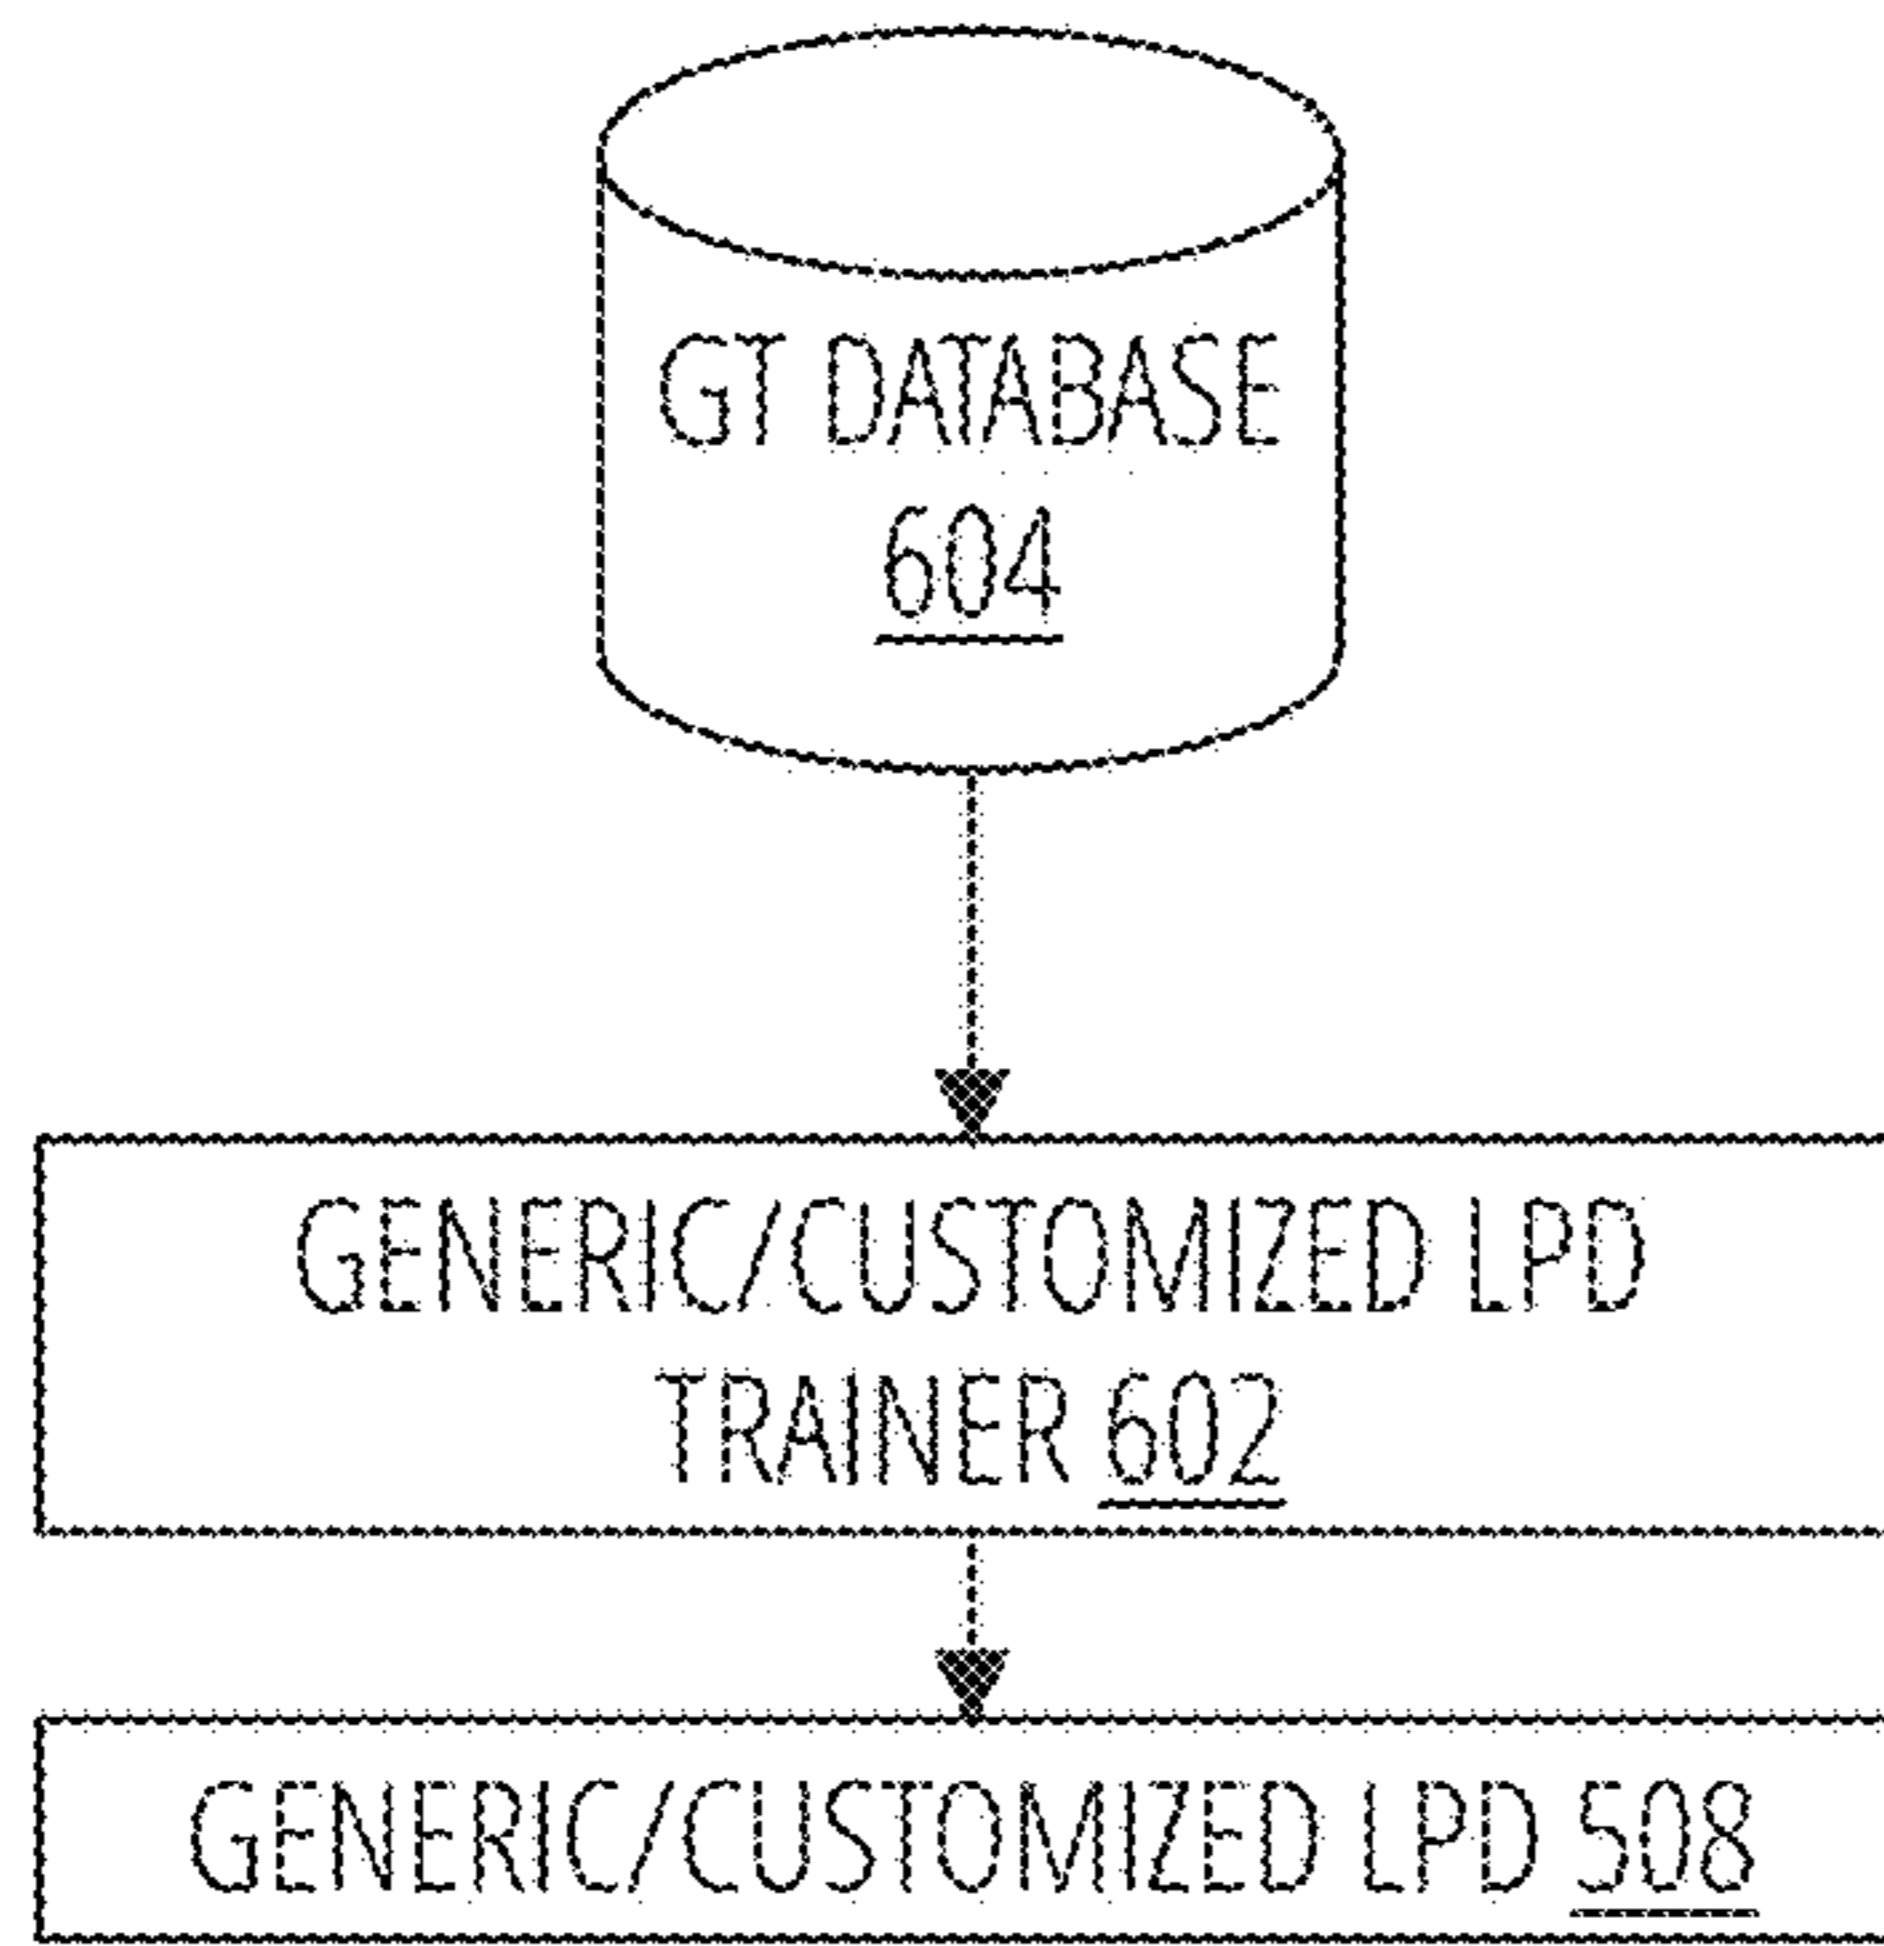 GT DATABASE
604
GENERIC/CUSTOMIZED LPD
TRAINER 602
GENERIC/CUSTOMIZED LPD 508